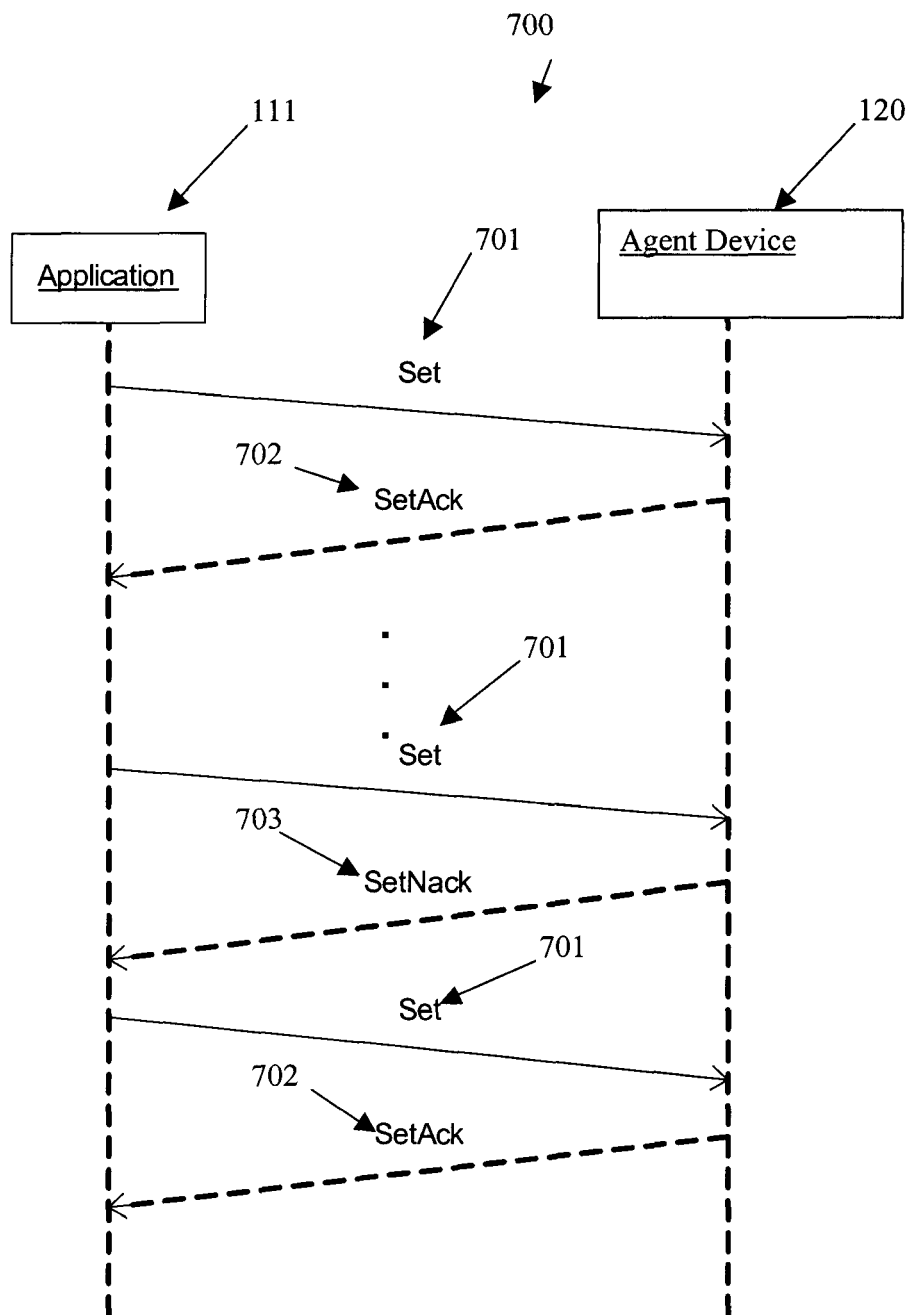 700
111
120
Application
Agent Device
701
Set
702
SetAck
701
Set
703
SetNack
701
Set
702
SetAck